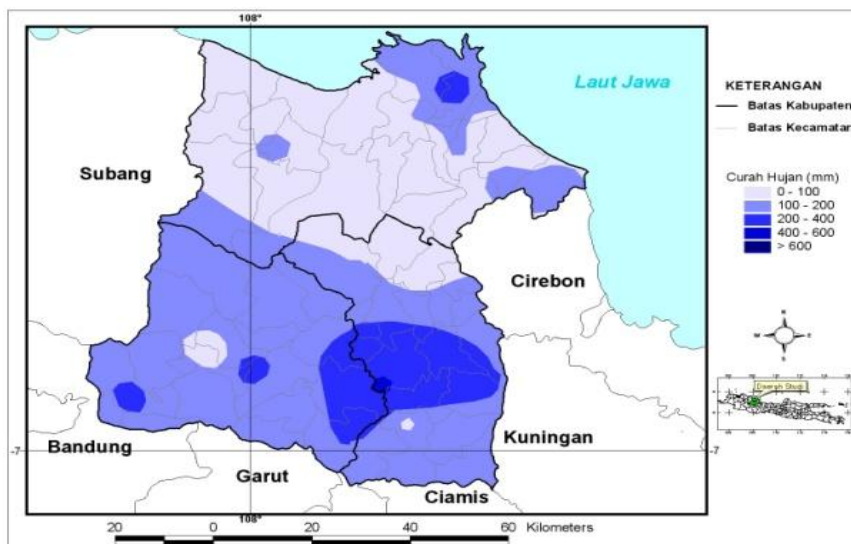 108°
Laut Jawa
Subang
Cirebon
Bandung
Garut
Kuningan
Ciamis
-7
-7
108°
20 0 20 40 60 Kilometers
KETERANGAN
Batas Kabupaten
Batas Kecamatan
Curah Hujan (mm)
0 - 100
100 - 200
200 - 400
400 - 600
> 600
N
W E
S
Daerah Studi